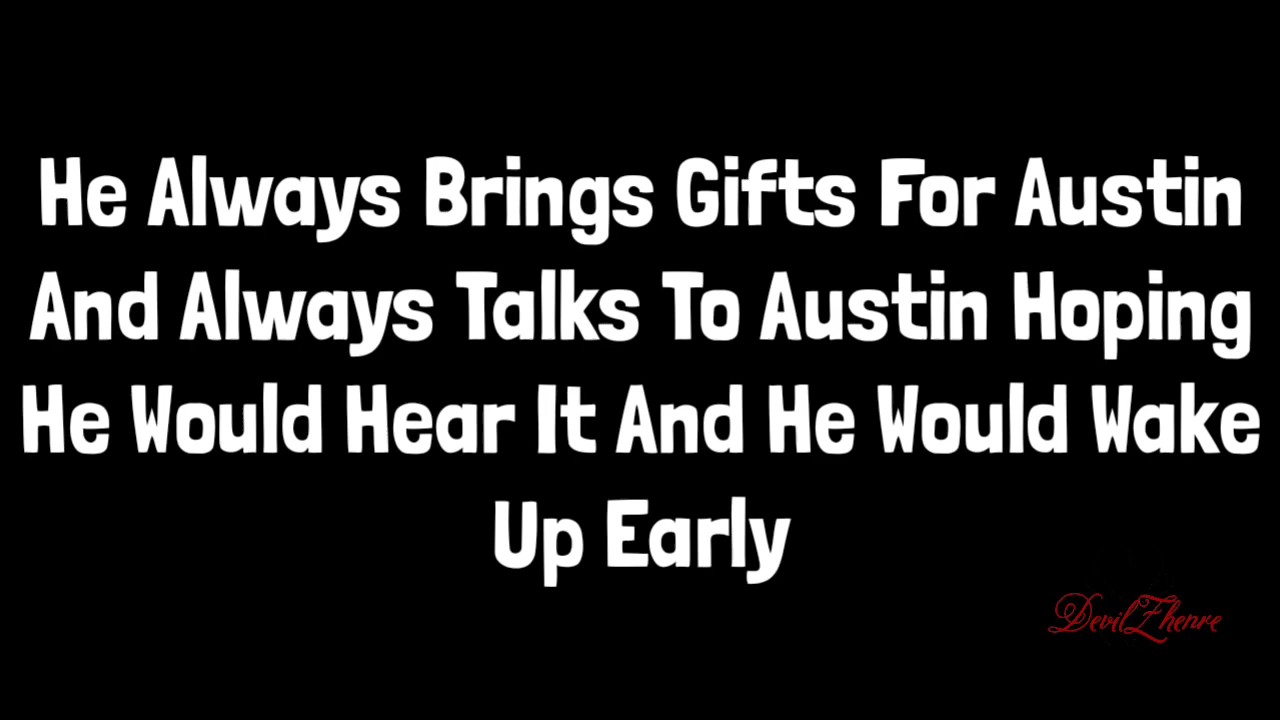 He Always Brings Gifts For Austin
And Always Talks To Austin Hoping
He Would Hear It And He Would Wake
Up Early
DevilZhenre